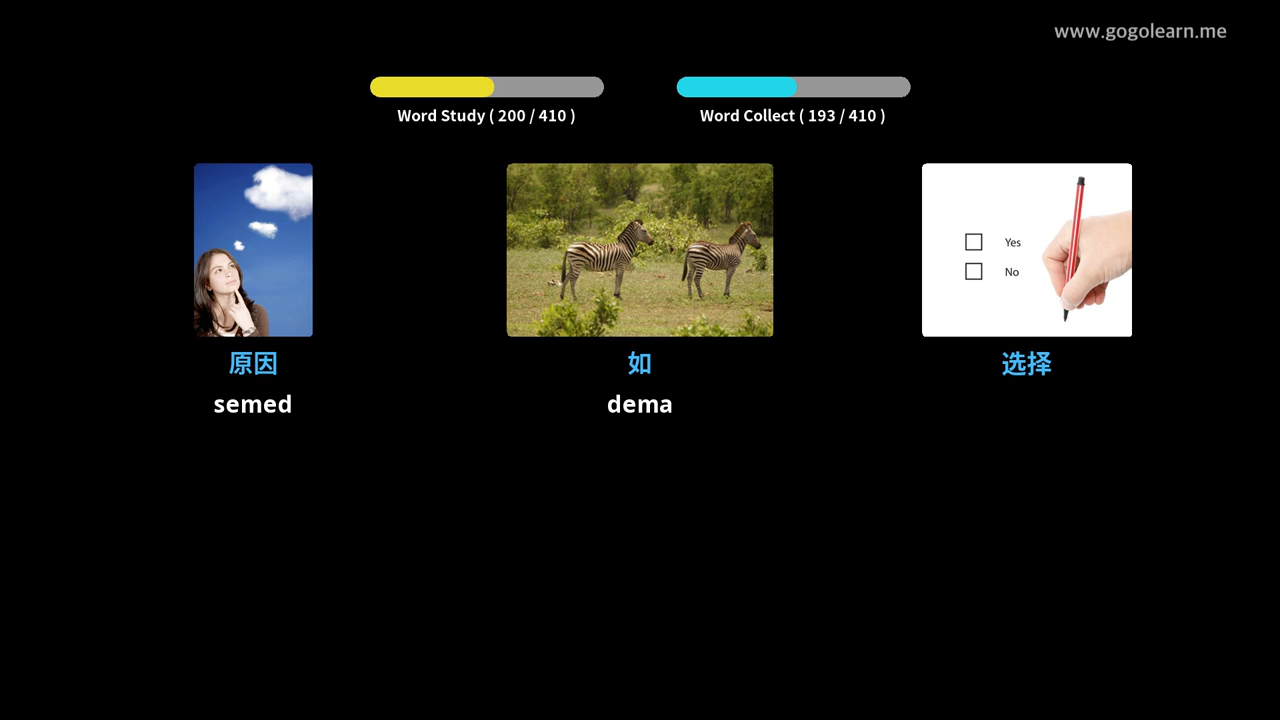 www.gogolearn.me
Word Study ( 200 / 410 )
Word Collect ( 193 / 410 )
Yes
No
原因
如
选择
semed
dema